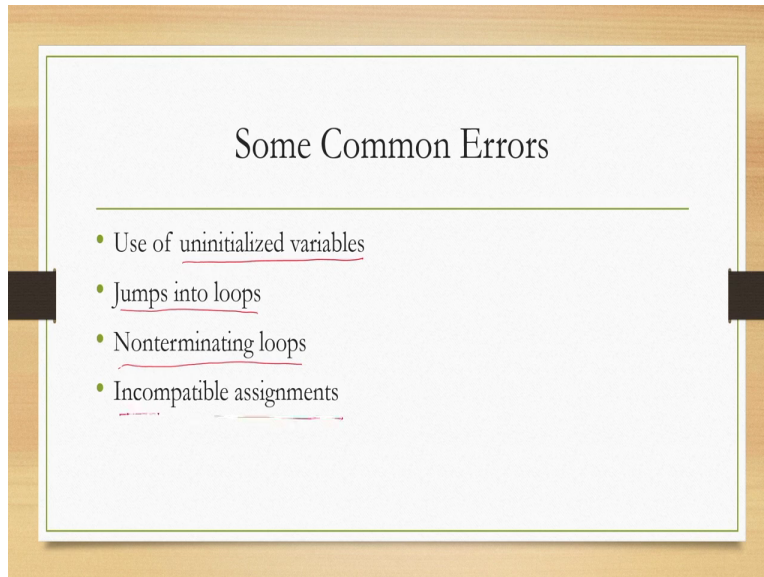 Some Common Errors
• Use of uninitialized variables
• Jumps into loops
• Nonterminating loops
• Incompatible assignments